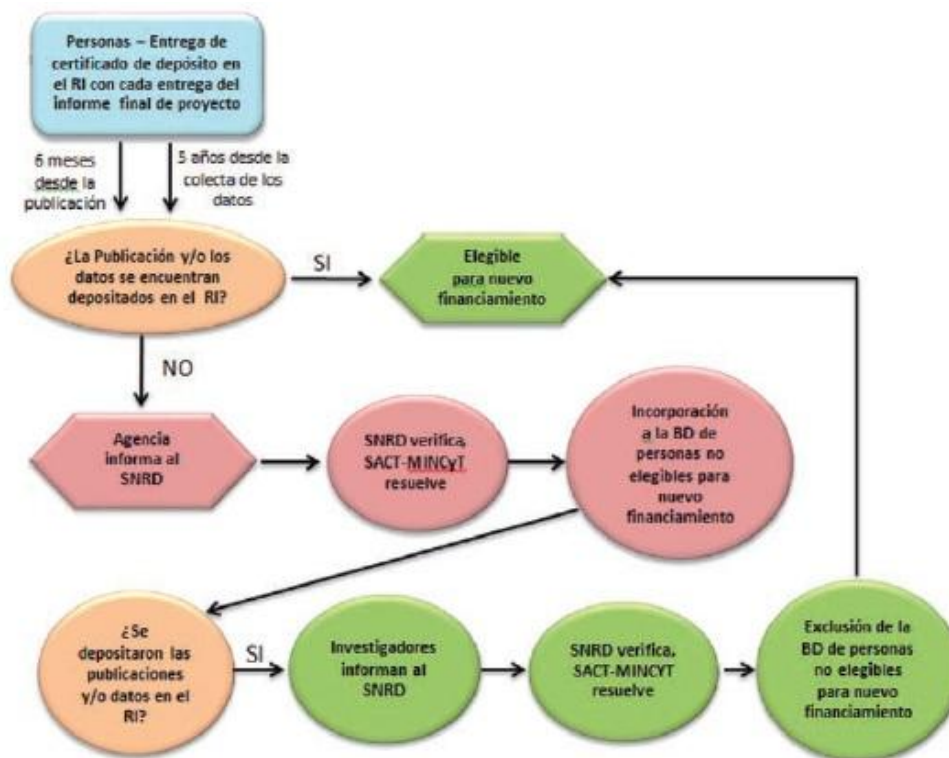 Personas – Entrega de
certificado de depósito en
el RI con cada entrega del
informe final de proyecto
6 meses
desde la
publicación
5 años desde la
colecta de los
datos
¿La Publicación y/o los
datos se encuentran
depositados en el RI?
SI
Elegible
para nuevo
financiamiento
NO
Agencia
informa al
SNRD
SNRD verifica,
SACT-MINCyT
resuelve
Incorporación
a la BD de
personas no
elegibles para
nuevo
financiamiento
¿Se
depositaron las
publicaciones
y/o datos en el
RI?
SI
Investigadores
informan al
SNRD
SNRD verifica,
SACT-MINCYT
resuelve
Exclusión de la
BD de personas
no elegibles
para nuevo
financiamiento